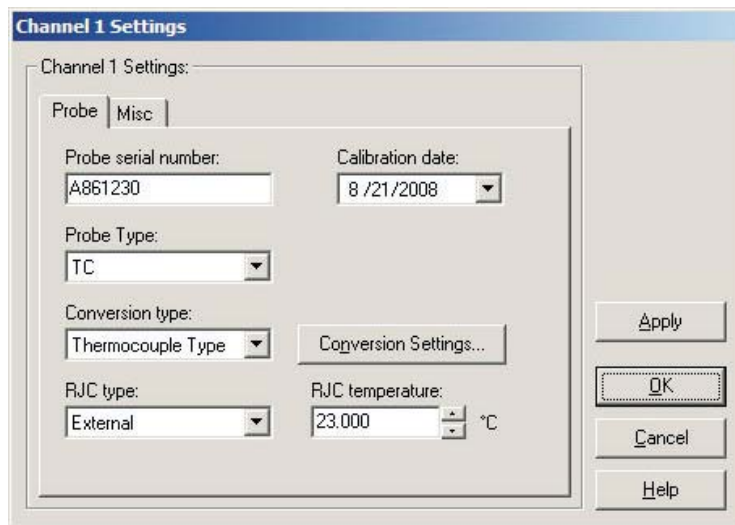 Channel 1 Settings
Channel 1 Settings:
Probe
Misc
Probe serial number:
Calibration date:
A861230
8 /21/2008
Probe Type:
TC
Conversion type:
Thermocouple Type
Conversion Settings...
Apply
RJC type:
RJC temperature:
OK
External
23.000
°C
Cancel
Help